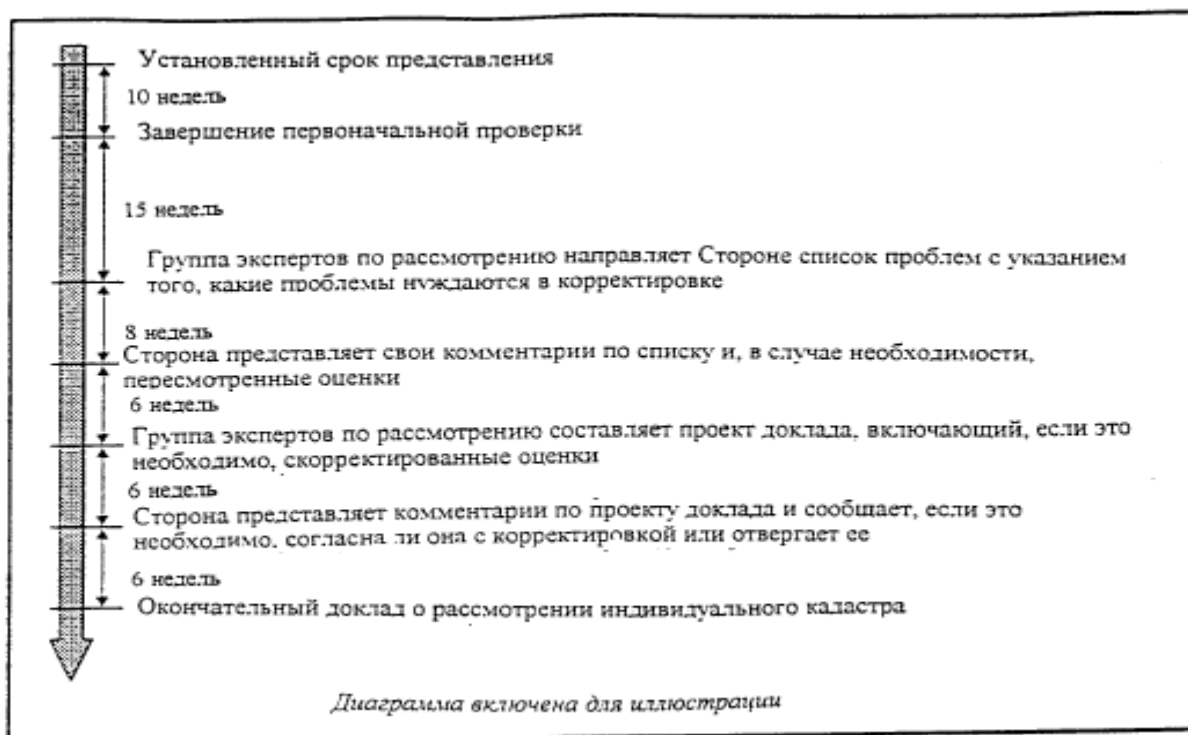 Установленный срок представления
10 недель
Завершение первоначальной проверки
15 недель
Группа экспертов по рассмотрению направляет Стороне список проблем с указанием
того, какие проблемы нуждаются в корректировке
8 недель
Сторона представляет свои комментарии по списку и, в случае необходимости,
пересмотренные оценки
6 недель
Группа экспертов по рассмотрению составляет проект доклада, включающий, если это
необходимо, скорректированные оценки
6 недель
Сторона представляет комментарии по проекту доклада и сообщает, если это
необходимо, согласна ли она с корректировкой или отвергает ее
6 недель
Окончательный доклад о рассмотрении индивидуального кадастра
Диаграмма включена для иллюстрации